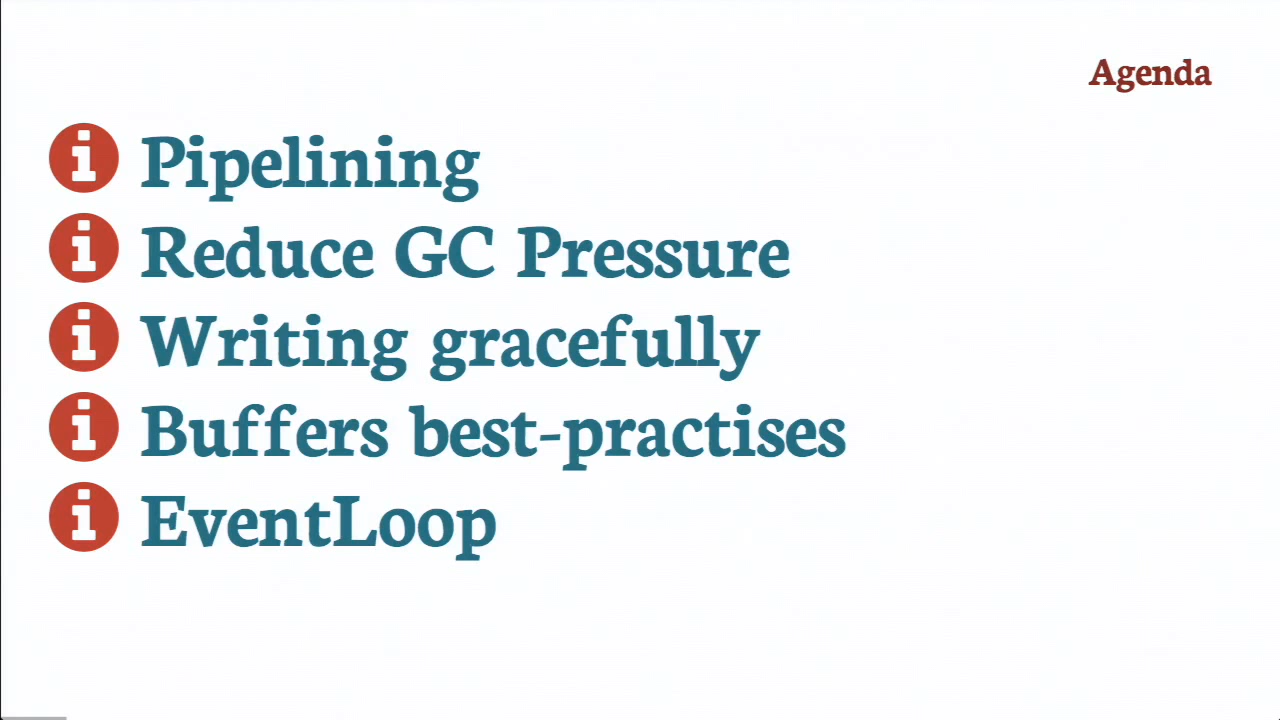 Agenda
Pipelining
Reduce GC Pressure
Writing gracefully
Buffers best-practises
EventLoop